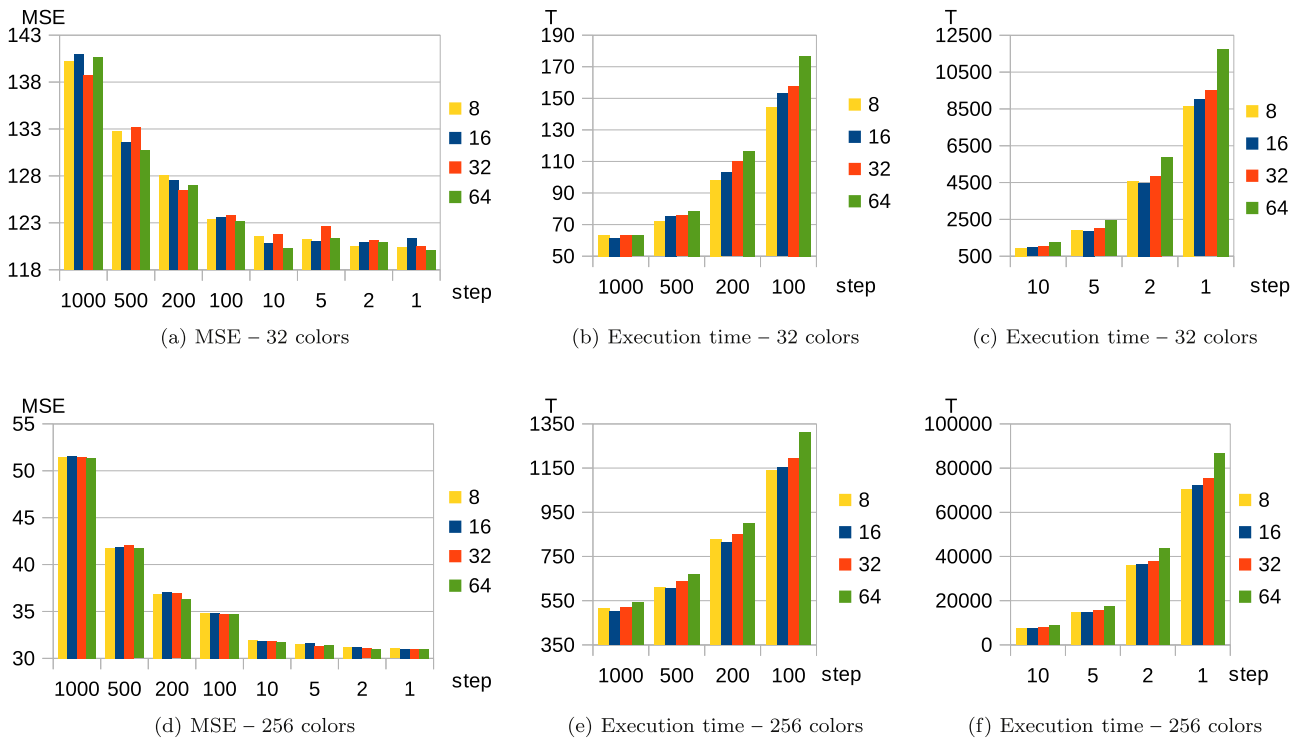 MSE
143
138
133
128
123
118
1000 500 200 100 10 5 2 1
step
8
16
32
64
(a) MSE – 32 colors
T
190
170
150
130
110
90
70
50
1000 500 200 100
step
8
16
32
64
(b) Execution time – 32 colors
T
12500
10500
8500
6500
4500
2500
500
10 5 2 1
step
8
16
32
64
(c) Execution time – 32 colors
MSE
55
50
45
40
35
30
1000 500 200 100 10 5 2 1
step
8
16
32
64
(d) MSE – 256 colors
T
1350
1150
950
750
550
350
1000 500 200 100
step
8
16
32
64
(e) Execution time – 256 colors
T
100000
80000
60000
40000
20000
0
10 5 2 1
step
8
16
32
64
(f) Execution time – 256 colors